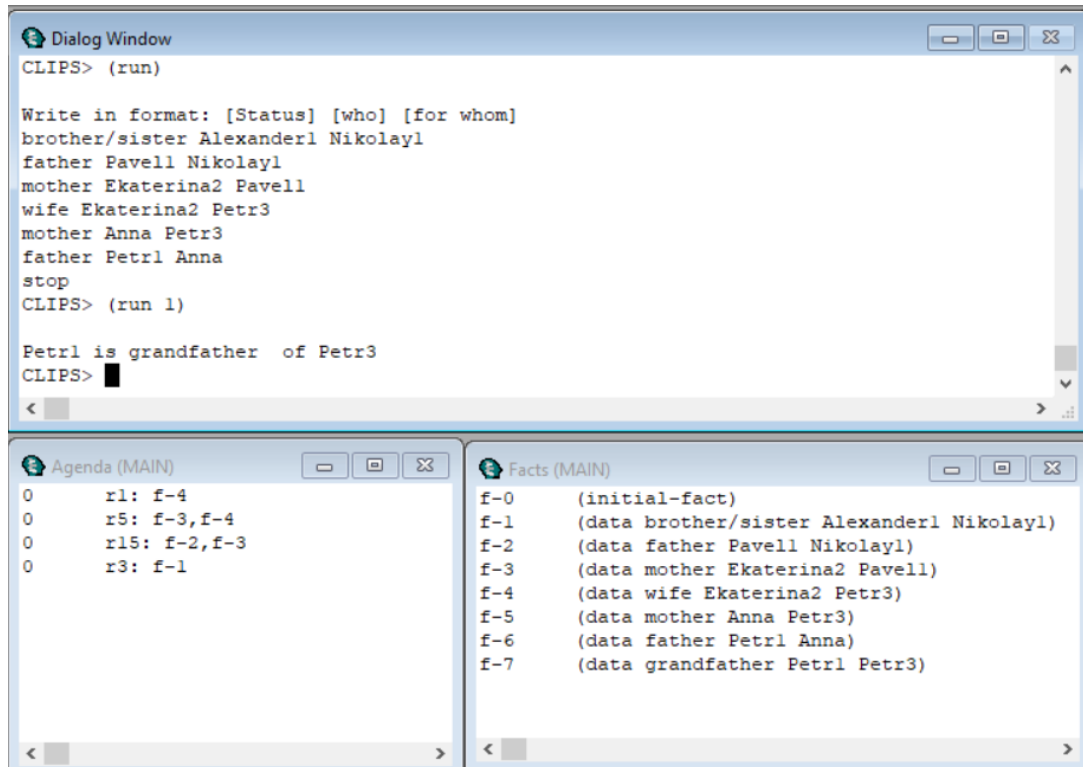 Dialog Window
CLIPS> (run)
Write in format: [Status] [who] [for whom]
brother/sister Alexander1 Nikolay1
father Pavel1 Nikolay1
mother Ekaterina2 Pavel1
wife Ekaterina2 Petr3
mother Anna Petr3
father Petr1 Anna
stop
CLIPS> (run 1)
Petr1 is grandfather  of Petr3
CLIPS>
Agenda (MAIN)
0 r1: f-4
0 r5: f-3,f-4
0 r15: f-2,f-3
0 r3: f-1
Facts (MAIN)
f-0 (initial-fact)
f-1 (data brother/sister Alexander1 Nikolay1)
f-2 (data father Pavel1 Nikolay1)
f-3 (data mother Ekaterina2 Pavel1)
f-4 (data wife Ekaterina2 Petr3)
f-5 (data mother Anna Petr3)
f-6 (data father Petr1 Anna)
f-7 (data grandfather Petr1 Petr3)